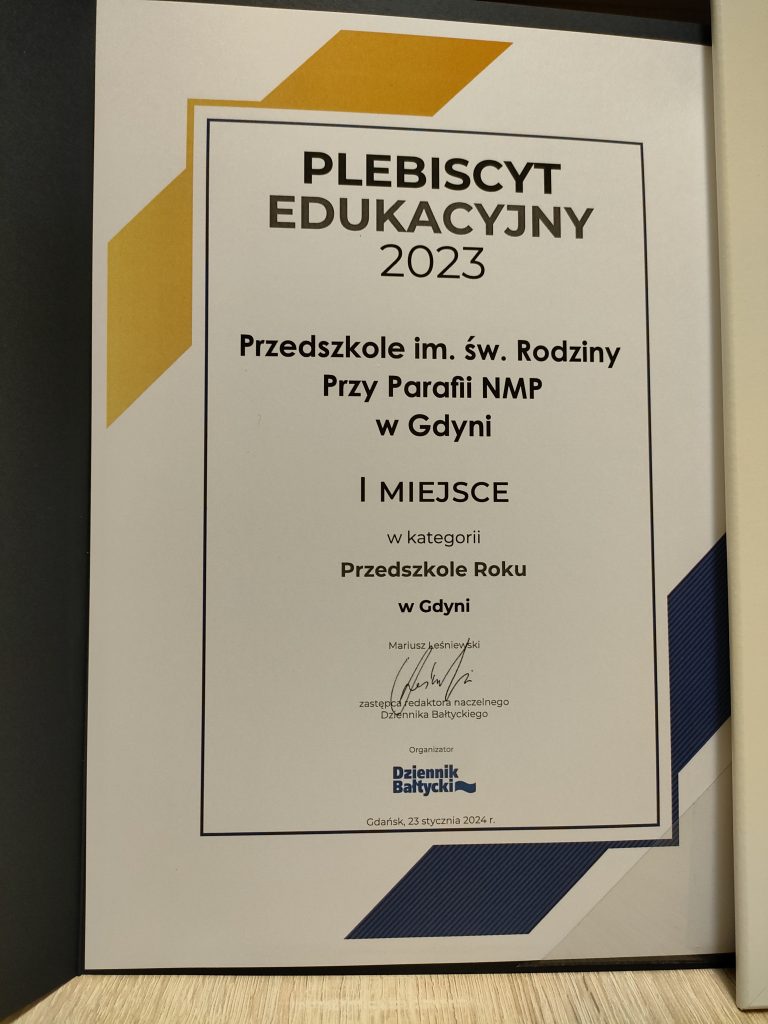 PLEBISCYT
EDUKACYJNY
2023
Przedszkole im. św. Rodziny
Przy Parafii NMP
w Gdyni
I MIEJSCE
w kategorii
Przedszkole Roku
w Gdyni
Mariusz Leśniewski
zastępca redaktora naczelnego
Dziennika Bałtyckiego
Organizator
Dziennik
Bałtycki
Gdańsk, 23 stycznia 2024 r.